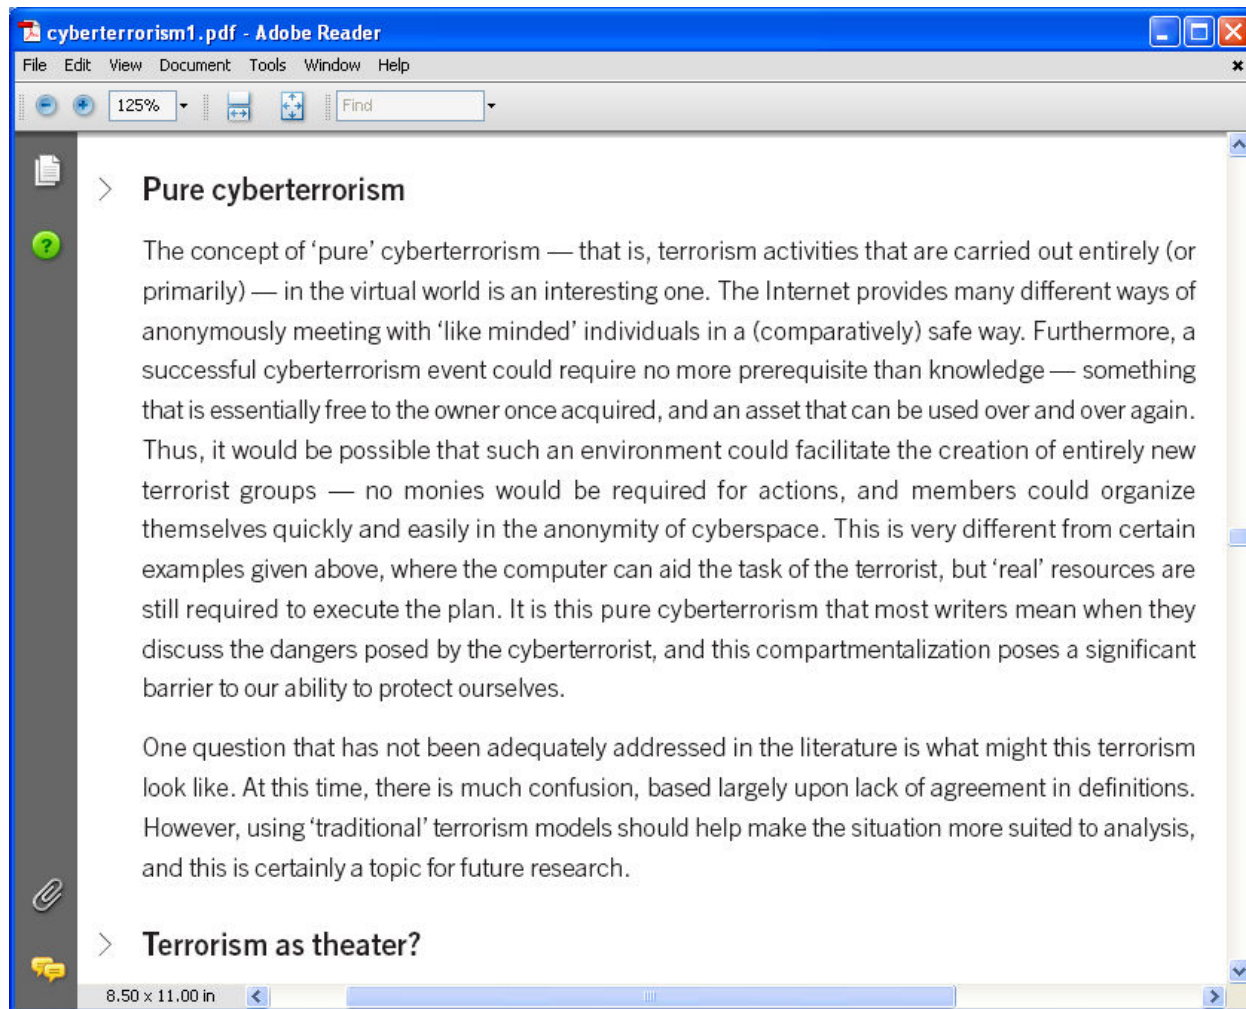 cyberterrorism1.pdf - Adobe Reader
File Edit View Document Tools Window Help
125% Find
Pure cyberterrorism
The concept of ‘pure’ cyberterrorism — that is, terrorism activities that are carried out entirely (or
primarily) — in the virtual world is an interesting one. The Internet provides many different ways of
anonymously meeting with ‘like minded’ individuals in a (comparatively) safe way. Furthermore, a
successful cyberterrorism event could require no more prerequisite than knowledge — something
that is essentially free to the owner once acquired, and an asset that can be used over and over again.
Thus, it would be possible that such an environment could facilitate the creation of entirely new
terrorist groups — no monies would be required for actions, and members could organize
themselves quickly and easily in the anonymity of cyberspace. This is very different from certain
examples given above, where the computer can aid the task of the terrorist, but ‘real’ resources are
still required to execute the plan. It is this pure cyberterrorism that most writers mean when they
discuss the dangers posed by the cyberterrorist, and this compartmentalization poses a significant
barrier to our ability to protect ourselves.
One question that has not been adequately addressed in the literature is what might this terrorism
look like. At this time, there is much confusion, based largely upon lack of agreement in definitions.
However, using ‘traditional’ terrorism models should help make the situation more suited to analysis,
and this is certainly a topic for future research.
Terrorism as theater?
8.50 x 11.00 in